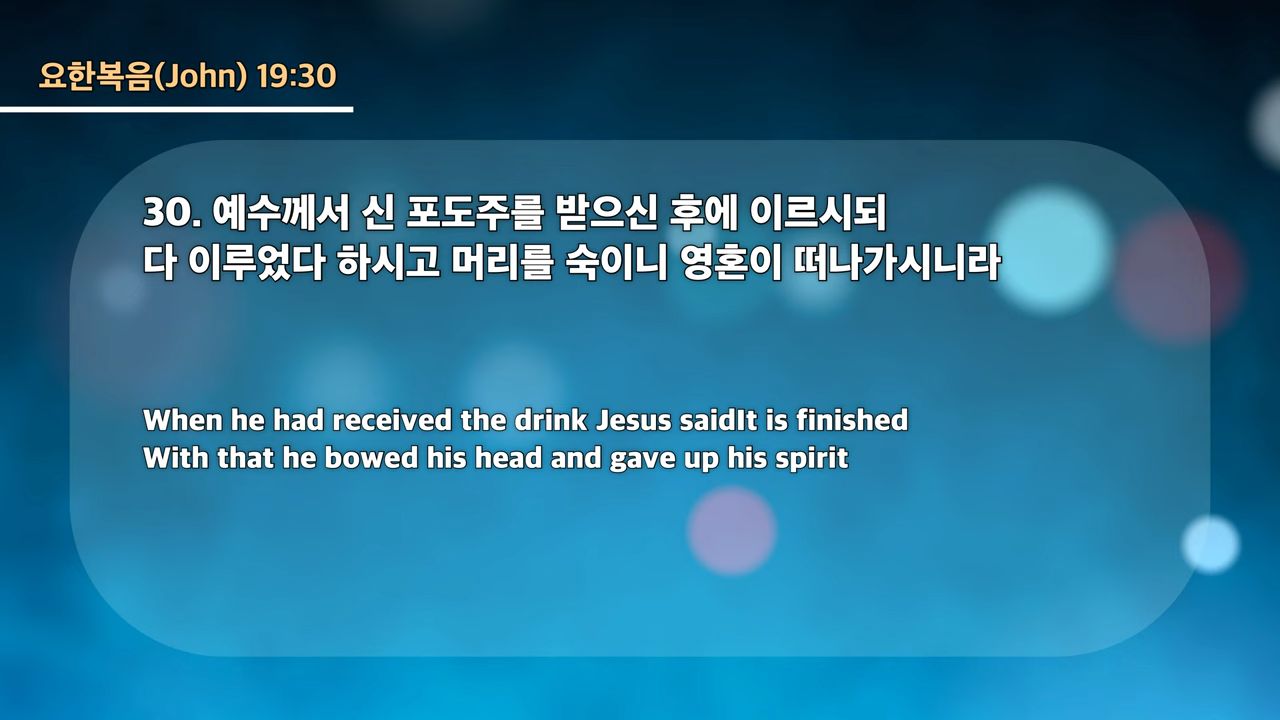 요한복음(John) 19:30
30. 예수께서 신 포도주를 받으신 후에 이르시되
다 이루었다 하시고 머리를 숙이니 영혼이 떠나가시니라
When he had received the drink Jesus saidIt is finished
With that he bowed his head and gave up his spirit